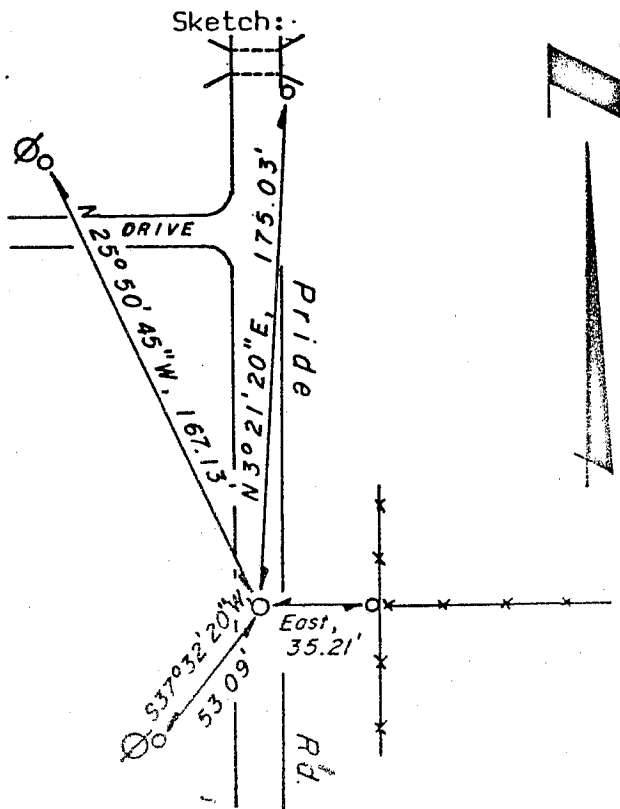 Sketch:
DRIVE
N 25° 50' 45" W, 167.13'
N 3° 21' 20" E, 175.03'
Pride
East,
35.21'
S37° 32' 20" W,
53.09'
Rd.